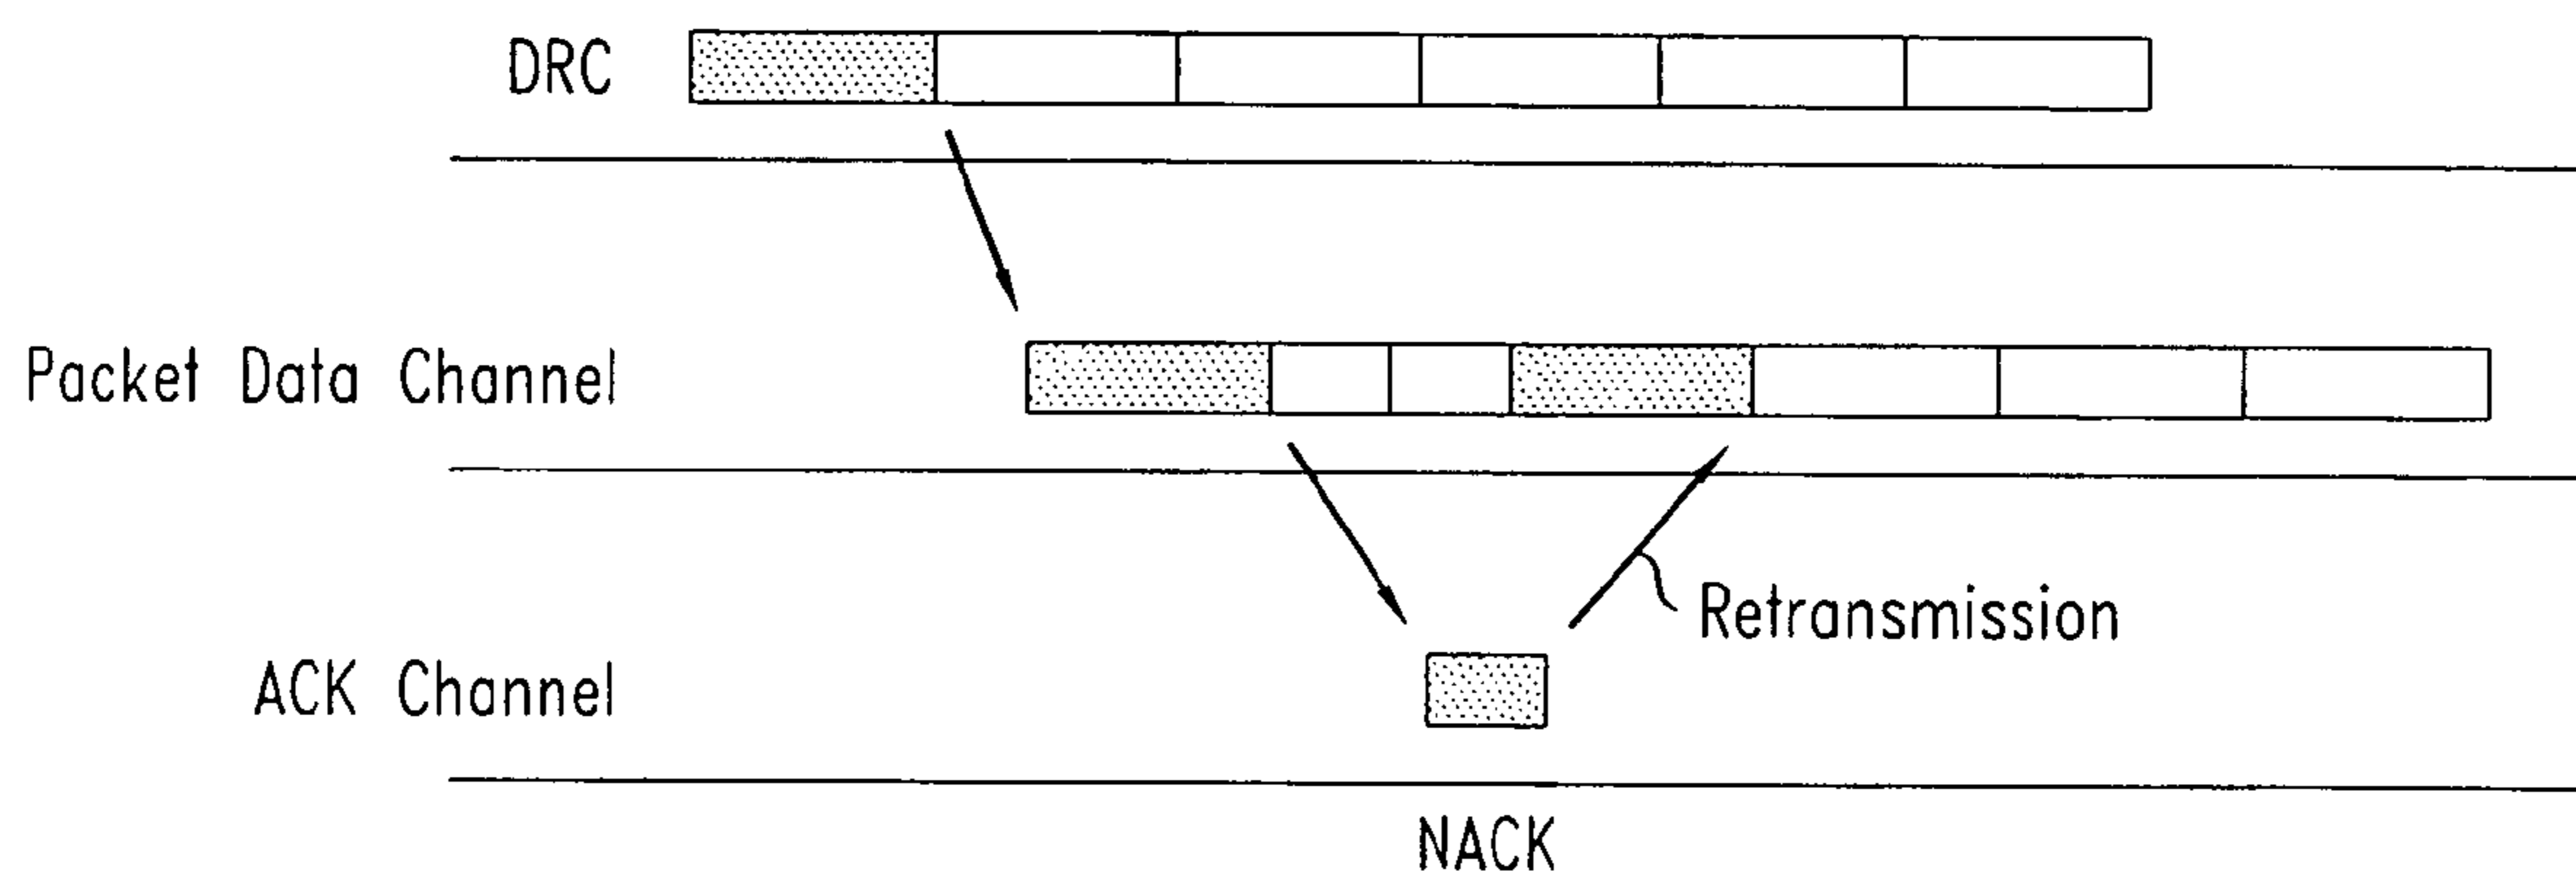 DRC
Packet Data Channel
Retransmission
ACK Channel
NACK